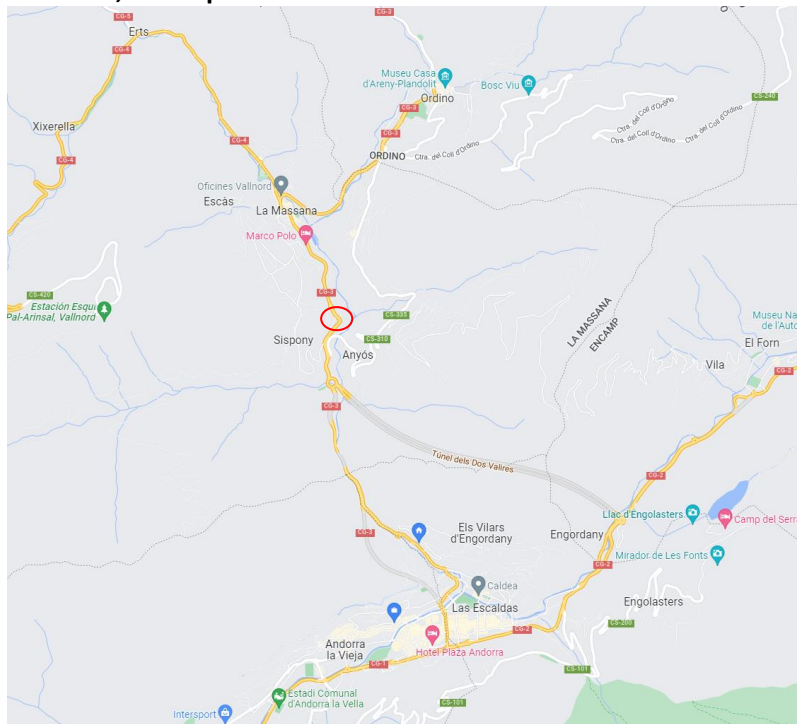 CG-5
Erts
CG-4
CG-3
CS-240
Museu Casa
d'Areny-Plandolit
Bosc Viu
Ordino
CG-3
Ctra. del Coll d'Ordino
Ctra. del Coll d'Ordino
Xixerella
CG-3
CG-4
CG-4
ORDINO
Ctra. del Coll d'Ordino
Oficines Vallnord
Escàs
La Massana
Marco Polo
CS-420
CG-3
Estación Esquí
Pal-Arinsal, Vallnord
CS-335
LA MASSANA
ENCAMP
Museu Na
de l'Auto
Sispony
CS-310
Anyós
El Forn
Vila
CG-2
CG-3
Túnel dels Dos Valires
CG-2
Llac d'Engolasters
Camp del Serra
Els Vilars
d'Engordany
Engordany
CG-3
Mirador de Les Fonts
CG-2
Caldea
Engolasters
Las Escaldas
CS-200
CG-2
Andorra
la Vieja
Hotel Plaza Andorra
CG-1
CS-101
Estadi Comunal
d'Andorra la Vella
CS-101
Intersport